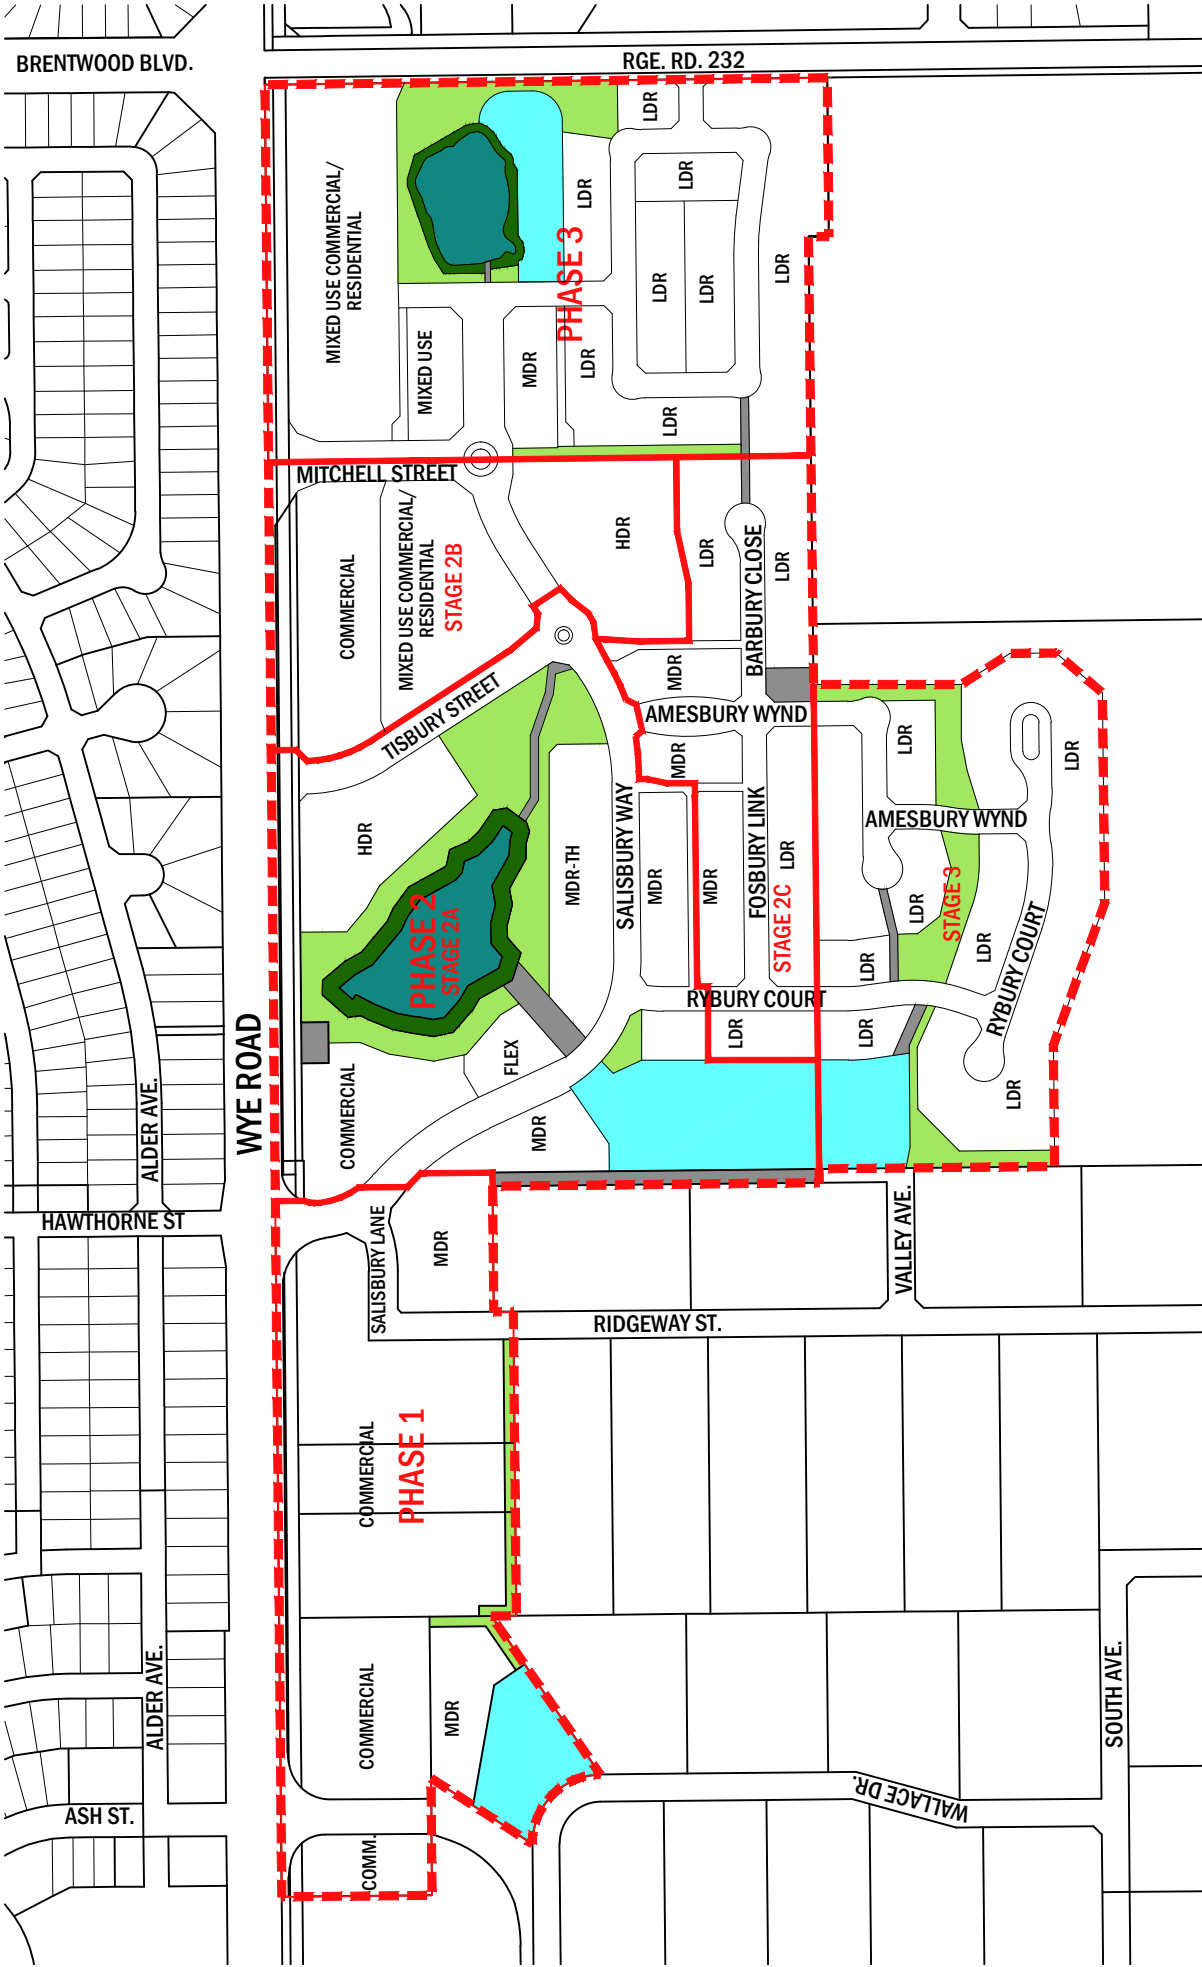 BRENTWOOD BLVD.
RGE. RD. 232
LDR
MIXED USE COMMERCIAL/
RESIDENTIAL
LDR
LDR
PHASE 3
LDR
LDR
LDR
MIXED USE
MDR
LDR
LDR
MITCHELL STREET
COMMERCIAL
MIXED USE COMMERCIAL/
RESIDENTIAL
STAGE 2B
HDR
LDR
BARBURY CLOSE
LDR
TISBURY STREET
MDR
AMESBURY WYND
MDR
LDR
LDR
HDR
MDR-TH
SALISBURY WAY
MDR
MDR
FOSBURY LINK
LDR
STAGE 2C
AMESBURY WYND
LDR
STAGE 3
LDR
RYBURY COURT
PHASE 2
STAGE 2A
LDR
RYBURY COURT
LDR
LDR
LDR
WYE ROAD
FLEX
COMMERCIAL
MDR
ALDER AVE.
HAWTHORNE ST
SALISBURY LANE
MDR
VALLEY AVE.
RIDGEWAY ST.
COMMERCIAL
PHASE 1
ALDER AVE.
COMMERCIAL
MDR
SOUTH AVE.
WALLACE DR.
ASH ST.
COMM.